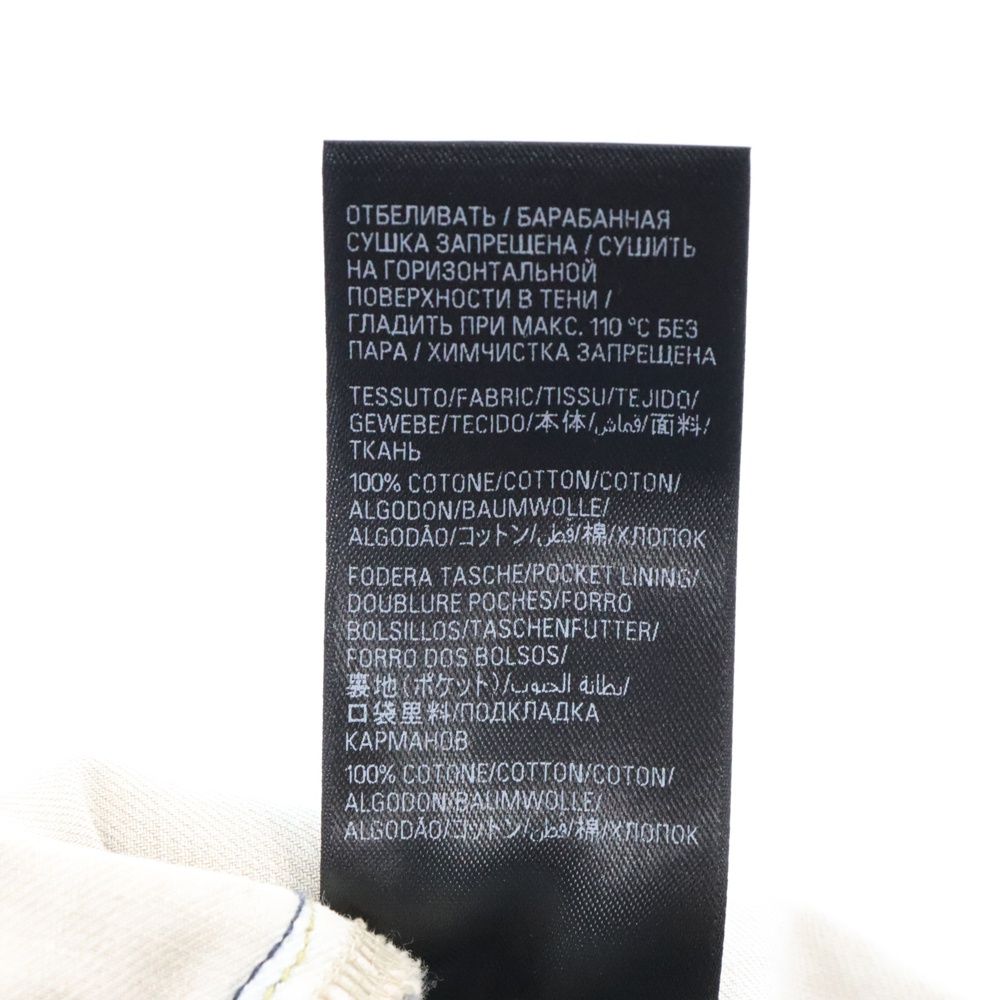 ОТБЕЛИВАТЬ / БАРАБАННАЯ
СУШКА ЗАПРЕЩЕНА / СУШИТЬ
НА ГОРИЗОНТАЛЬНОЙ
ПОВЕРХНОСТИ В ТЕНИ /
ГЛАДИТЬ ПРИ МАКС. 110 °C БЕЗ
ПАРА / ХИМЧИСТКА ЗАПРЕЩЕНА
TESSUTO/FABRIC/TISSU/TEJIDO/
GEWEBE/TECIDO/本体/قماش/面料/
ТКАНЬ
100% COTONE/COTTON/COTON/
ALGODON/BAUMWOLLE/
ALGODÃO/コットン/قطن/棉/ХЛОПОК
FODERA TASCHE/POCKET LINING/
DOUBLURE POCHES/FORRO
BOLSILLOS/TASCHENFUTTER/
FORRO DOS BOLSOS/
裏地(ポケット)/بطانة الجيوب/
口袋里料/ПОДКЛАДКА
КАРМАНОВ
100% COTONE/COTTON/COTON/
ALGODON/BAUMWOLLE/
ALGODÃO/コットン/قطن/棉/ХЛОПОК